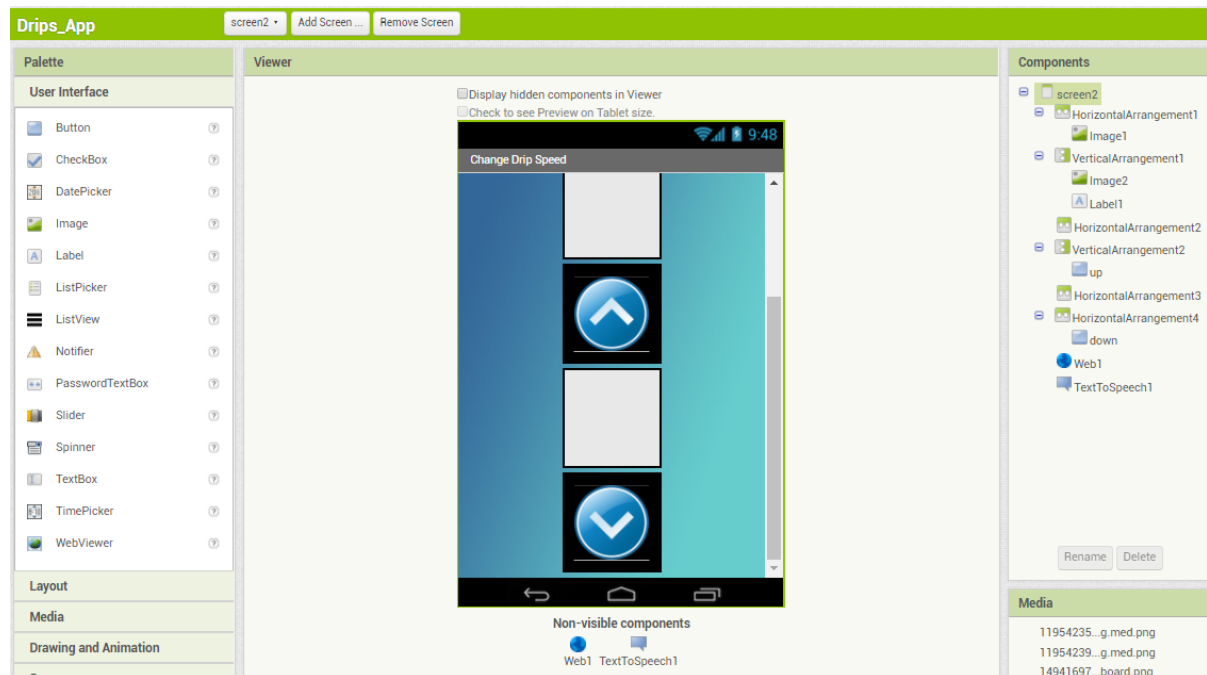 Drips_App
screen2
Add Screen ...
Remove Screen
Palette
User Interface
Button
CheckBox
DatePicker
Image
Label
ListPicker
ListView
Notifier
PasswordTextBox
Slider
Spinner
TextBox
TimePicker
WebViewer
Layout
Media
Drawing and Animation
Viewer
Display hidden components in Viewer
Check to see Preview on Tablet size.
9:48
Change Drip Speed
Non-visible components
Web1 TextToSpeech1
Components
screen2
HorizontalArrangement1
Image1
VerticalArrangement1
Image2
Label1
HorizontalArrangement2
VerticalArrangement2
up
HorizontalArrangement3
HorizontalArrangement4
down
Web1
TextToSpeech1
Rename Delete
Media
11954235...g.med.png
11954239...g.med.png
14941697...board.png